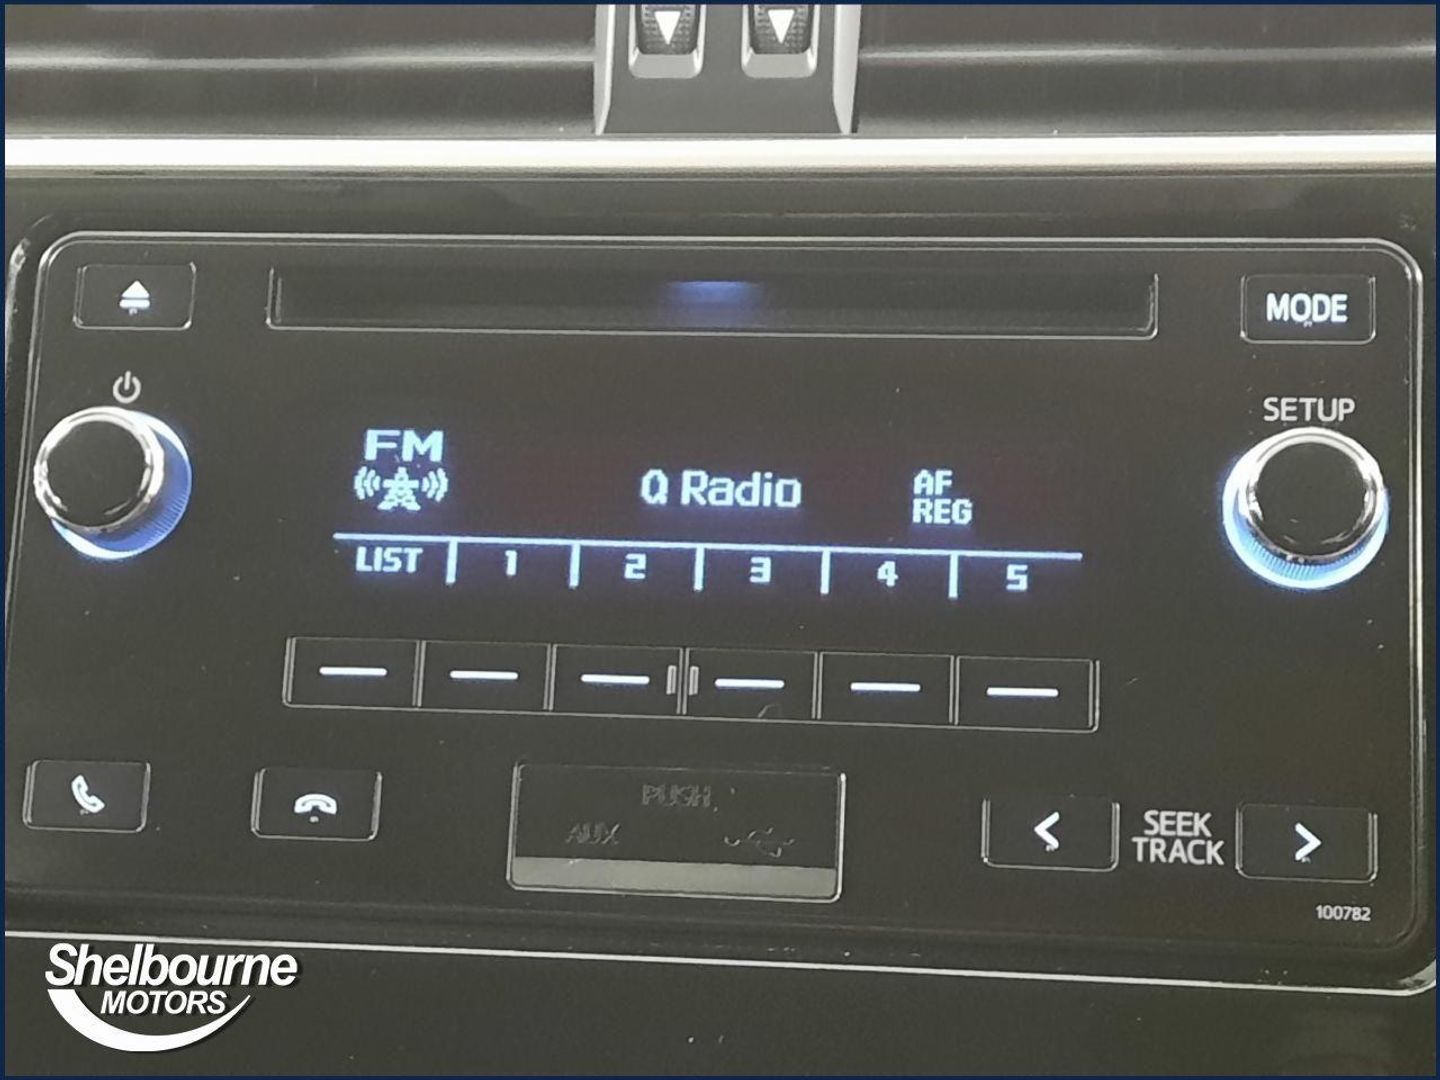 MODE
SETUP
FM
Q Radio
AF
REG
LIST 1 2 3 4 5
PUSH
AUX
SEEK
TRACK
100782
Shelbourne
MOTORS